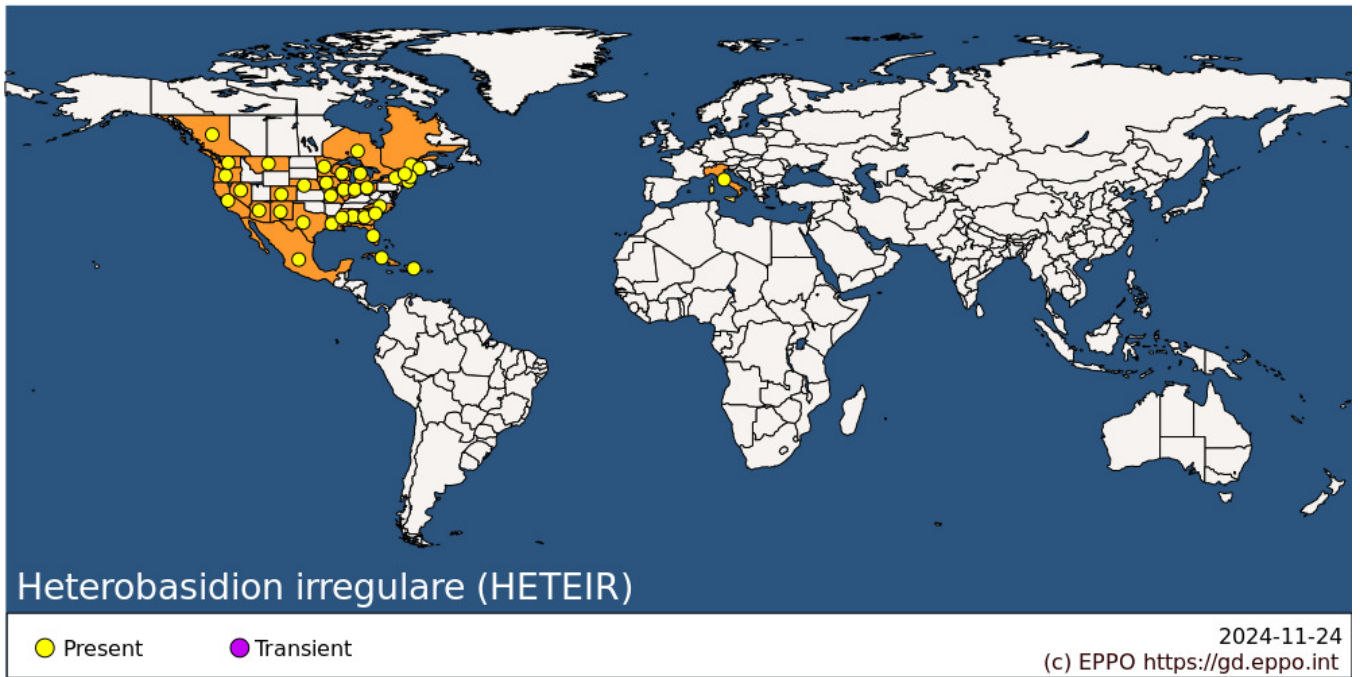 Heterobasidion irregulare (HETEIR)
Present
Transient
2024-11-24
(c) EPPO https://gd.eppo.int